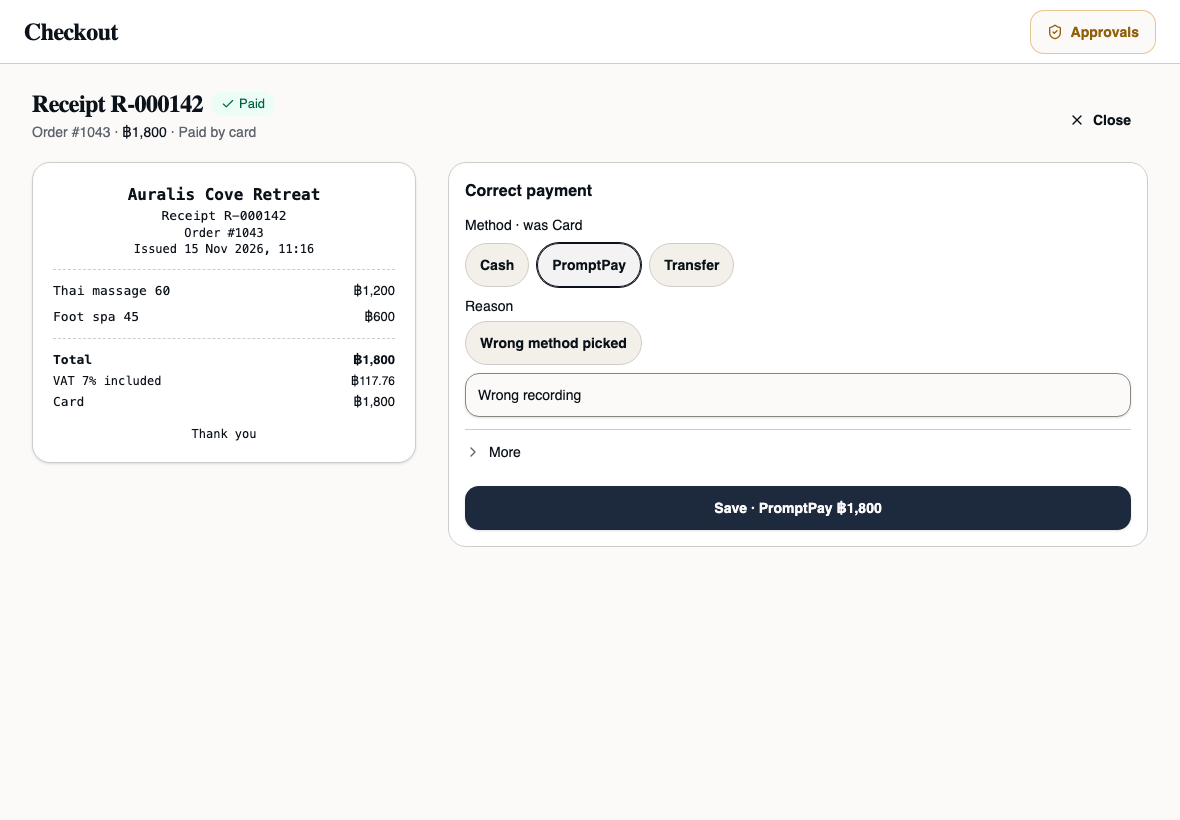 Checkout
Approvals
Receipt R-000142
Paid
Order #1043 · ฿1,800 · Paid by card
Close
Auralis Cove Retreat
Receipt R-000142
Order #1043
Issued 15 Nov 2026, 11:16
Thai massage 60 ฿1,200
Foot spa 45 ฿600
Total ฿1,800
VAT 7% included ฿117.76
Card ฿1,800
Thank you
Correct payment
Method · was Card
Cash PromptPay Transfer
Reason
Wrong method picked
Wrong recording
More
Save · PromptPay ฿1,800